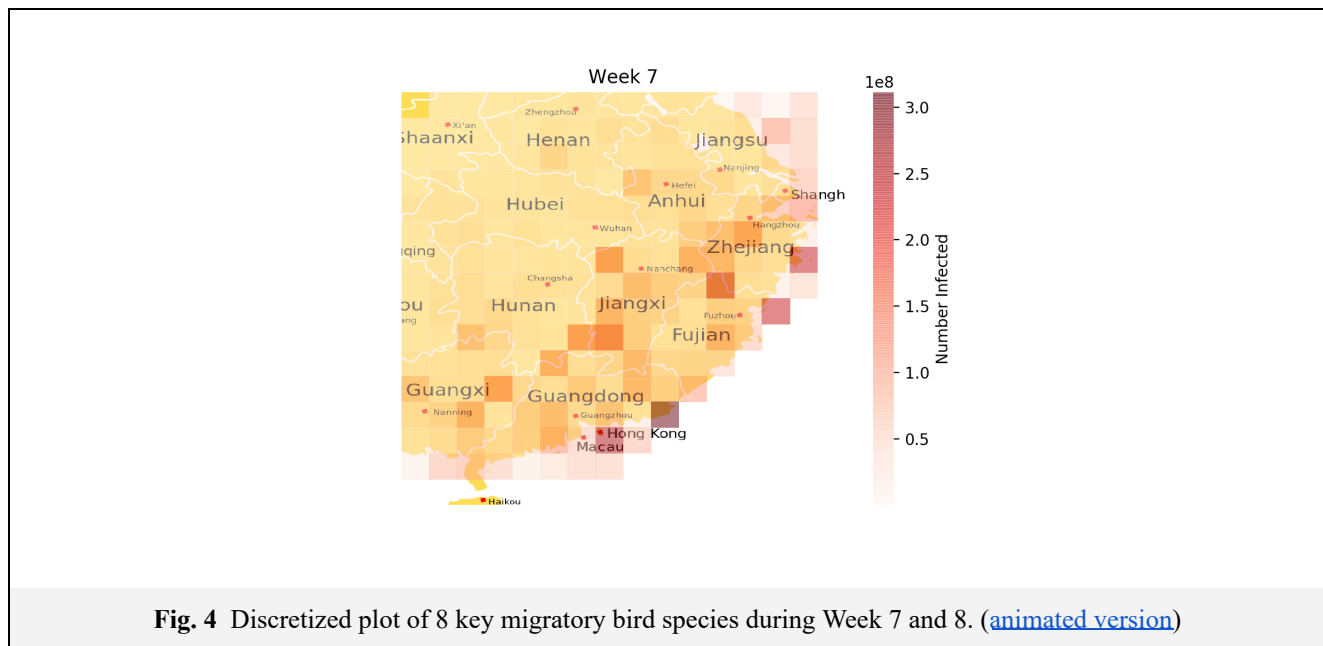 Week 7
1e8
Zhengzhou
Xi'an
Shaanxi
Henan
Jiangsu
Nanjing
Hefei
Shangh
Anhui
Hubei
Hangzhou
Wuhan
Zhejiang
qing
Nanchang
Changsha
Hunan
Jiangxi
ou
ang
Fuzhou
Fujian
Guangxi
Guangdong
Nanning
Guangzhou
Hong Kong
Macau
Haikou
3.0
2.5
2.0
1.5
1.0
0.5
Number Infected
Fig. 4 Discretized plot of 8 key migratory bird species during Week 7 and 8. (animated version)